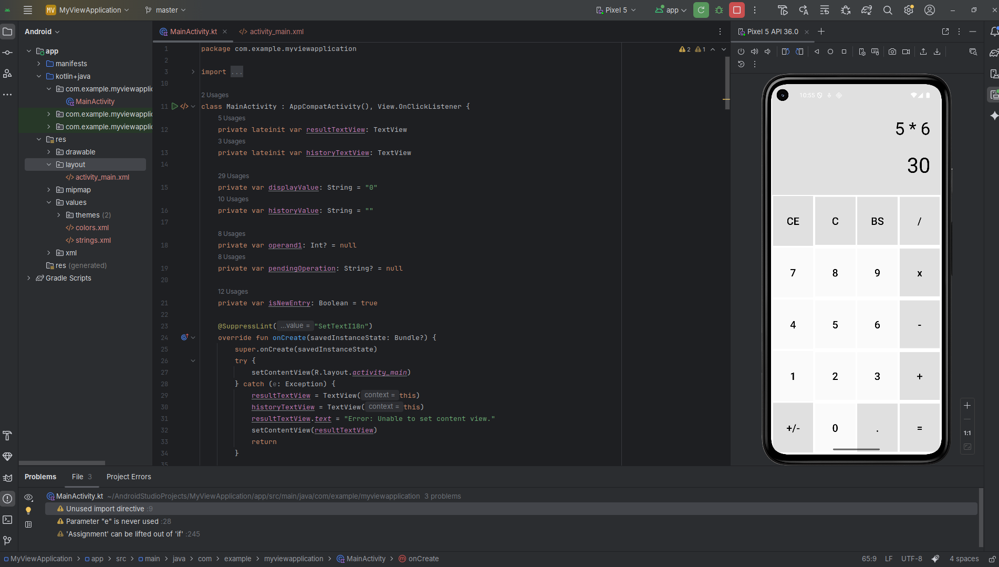 MV MyViewApplication master Pixel 5 app
Android
app
manifests
kotlin+java
com.example.myviewapplic
MainActivity
com.example.myviewapplic
com.example.myviewapplic
res
drawable
layout
activity_main.xml
mipmap
values
themes (2)
colors.xml
strings.xml
xml
res (generated)
Gradle Scripts
MainActivity.kt activity_main.xml
2 1
1 package com.example.myviewapplication
2
3 import ...
10
2 Usages
11 class MainActivity : AppCompatActivity(), View.OnClickListener {
5 Usages
12 private lateinit var resultTextView: TextView
3 Usages
13 private lateinit var historyTextView: TextView
14
29 Usages
15 private var displayValue: String = "0"
10 Usages
16 private var historyValue: String = ""
17
8 Usages
18 private var operand1: Int? = null
8 Usages
19 private var pendingOperation: String? = null
20
12 Usages
21 private var isNewEntry: Boolean = true
22
23 @SuppressLint( ...value = "SetTextI18n")
24 override fun onCreate(savedInstanceState: Bundle?) {
25 super.onCreate(savedInstanceState)
26 try {
27 setContentView(R.layout.activity_main)
28 } catch (e: Exception) {
29 resultTextView = TextView( context = this)
30 historyTextView = TextView( context = this)
31 resultTextView.text = "Error: Unable to set content view."
32 setContentView(resultTextView)
33 return
34 }
35
Pixel 5 API 36.0
10:55
5 * 6
30
CE C BS /
7 8 9 x
4 5 6 -
1 2 3 +
+/- 0 . =
1:1
Problems File 3 Project Errors
MainActivity.kt ~/AndroidStudioProjects/MyViewApplication/app/src/main/java/com/example/myviewapplication 3 problems
Unused import directive :9
Parameter "e" is never used :28
'Assignment' can be lifted out of 'if' :245
MyViewApplication > app > src > main > java > com > example > myviewapplication > MainActivity > m onCreate
65:9 LF UTF-8 4 spaces